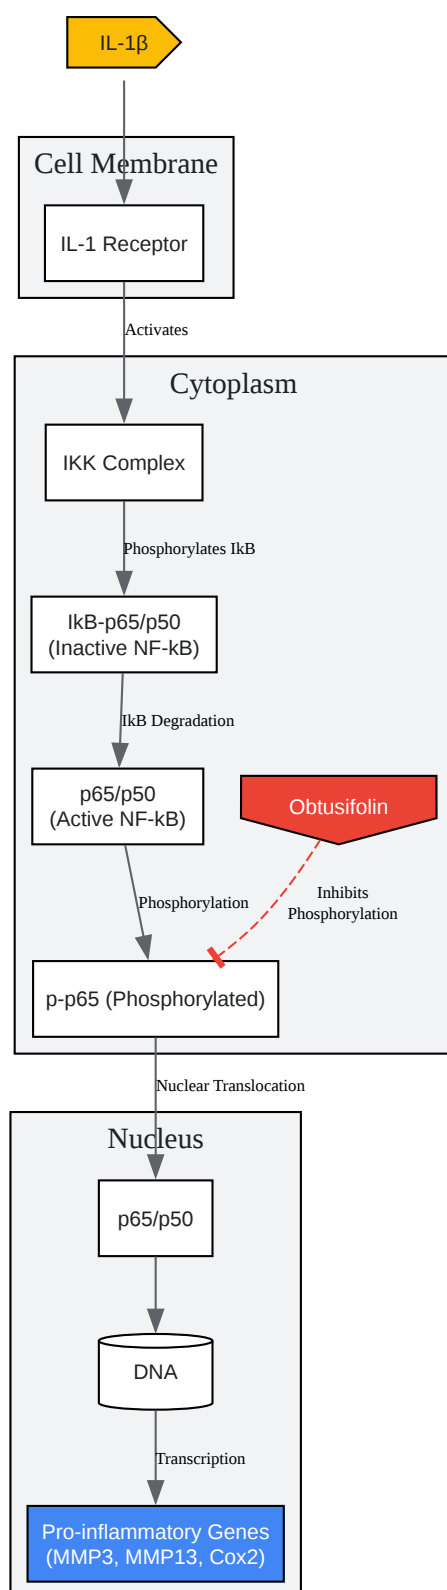 IL-1β
Cell Membrane
IL-1 Receptor
Activates
Cytoplasm
IKK Complex
Phosphorylates IkB
IkB-p65/p50
(Inactive NF-kB)
IkB Degradation
p65/p50
(Active NF-kB)
Obtusifolin
Phosphorylation
Inhibits
Phosphorylation
p-p65 (Phosphorylated)
Nuclear Translocation
Nucleus
p65/p50
DNA
Transcription
Pro-inflammatory Genes
(MMP3, MMP13, Cox2)